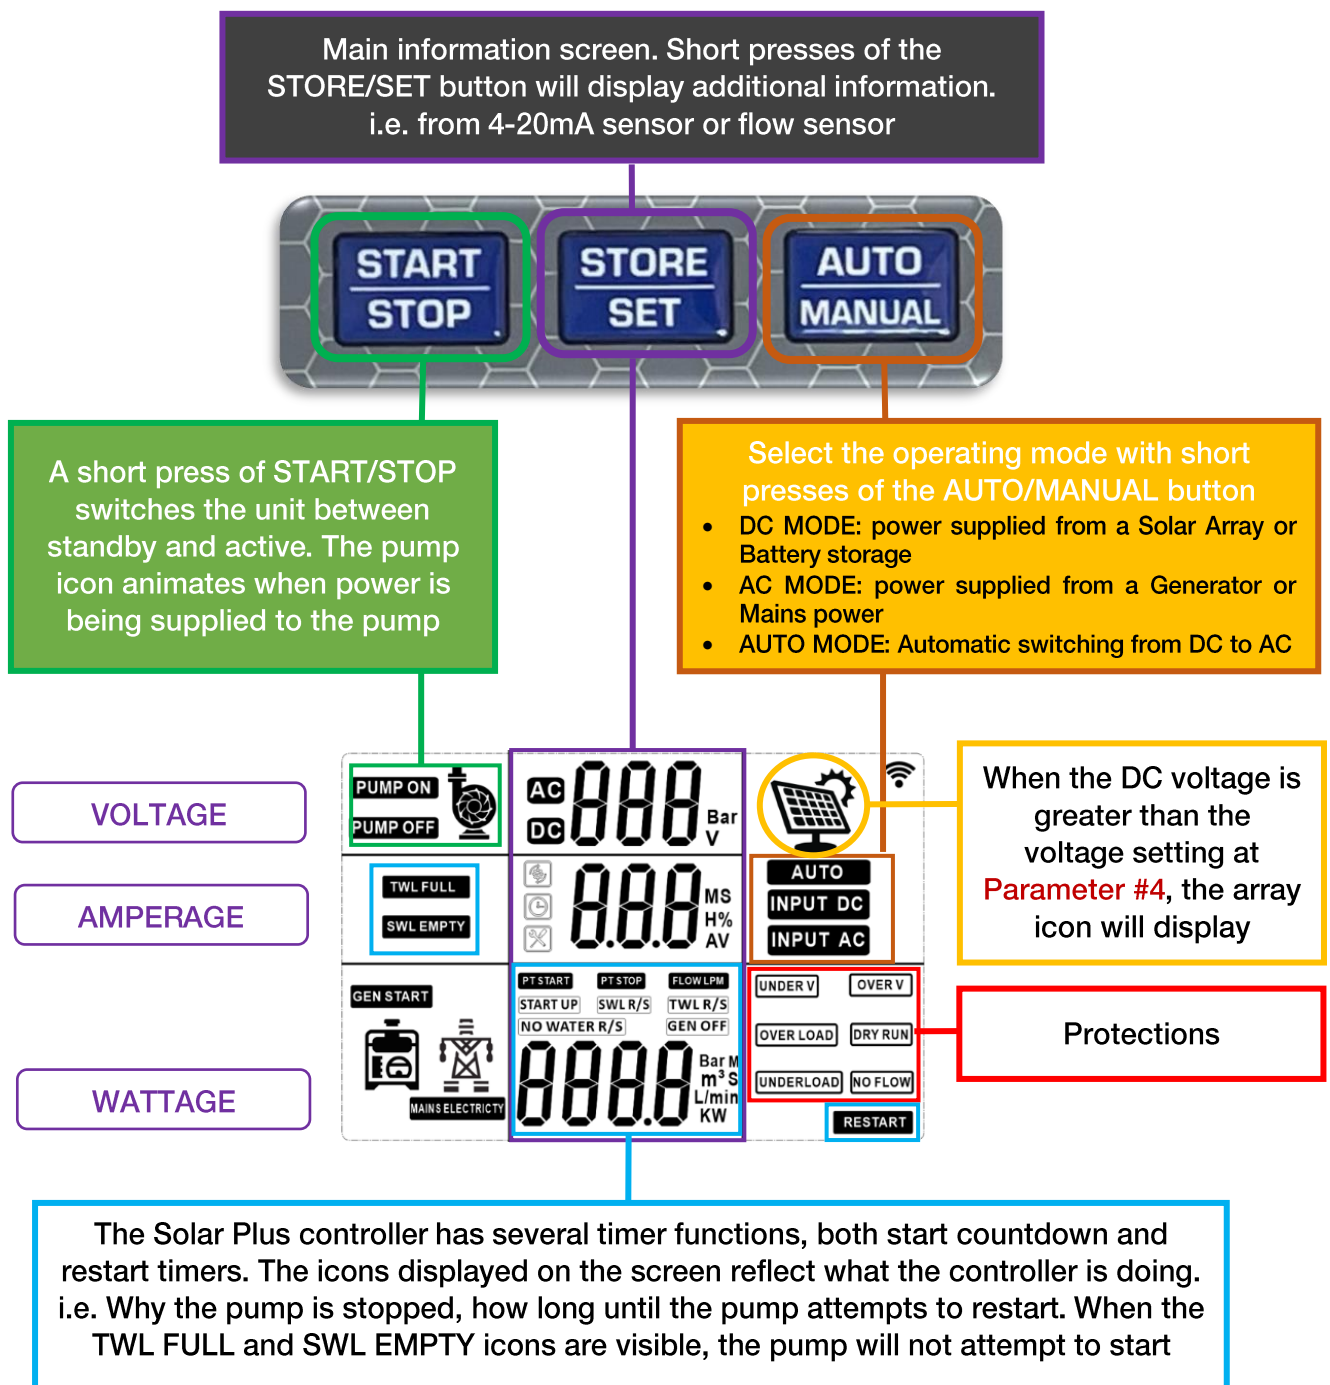 Main information screen. Short presses of the
STORE/SET button will display additional information.
i.e. from 4-20mA sensor or flow sensor
START
STOP
STORE
SET
AUTO
MANUAL
A short press of START/STOP
switches the unit between
standby and active. The pump
icon animates when power is
being supplied to the pump
Select the operating mode with short
presses of the AUTO/MANUAL button
• DC MODE: power supplied from a Solar Array or
Battery storage
• AC MODE: power supplied from a Generator or
Mains power
• AUTO MODE: Automatic switching from DC to AC
VOLTAGE
AMPERAGE
WATTAGE
PUMP ON
PUMP OFF
AC
DC
888
Bar
V
TWL FULL
SWL EMPTY
8.8.8
MS
H%
AV
AUTO
INPUT DC
INPUT AC
GEN START
MAINS ELECTRICTY
PT START PT STOP FLOW LPM
START UP SWL R/S TWL R/S
NO WATER R/S GEN OFF
888.8
Bar M
m³ S
L/min
KW
UNDER V OVER V
OVER LOAD DRY RUN
UNDERLOAD NO FLOW
RESTART
When the DC voltage is
greater than the
voltage setting at
Parameter #4, the array
icon will display
Protections
The Solar Plus controller has several timer functions, both start countdown and
restart timers. The icons displayed on the screen reflect what the controller is doing.
i.e. Why the pump is stopped, how long until the pump attempts to restart. When the
TWL FULL and SWL EMPTY icons are visible, the pump will not attempt to start